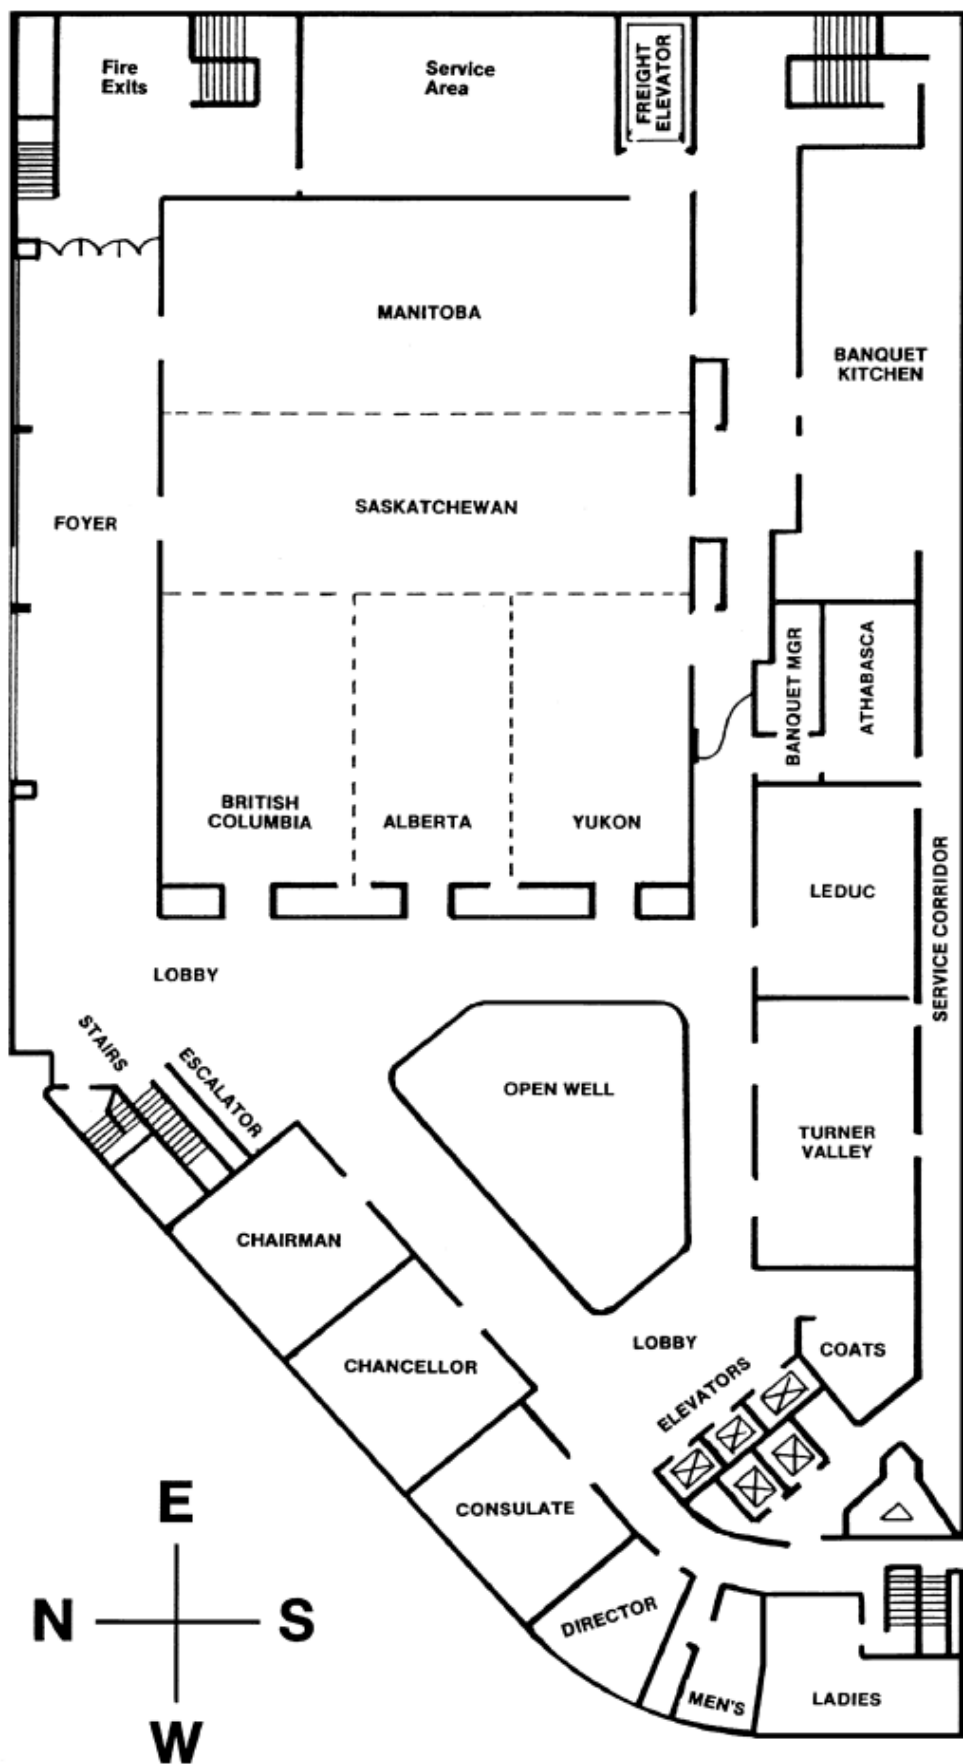 Fire
Exits
Service
Area
FREIGHT
ELEVATOR
MANITOBA
BANQUET
KITCHEN
SASKATCHEWAN
FOYER
BANQUET MGR
ATHABASCA
BRITISH
COLUMBIA
ALBERTA
YUKON
LEDUC
SERVICE CORRIDOR
LOBBY
STAIRS
ESCALATOR
OPEN WELL
TURNER
VALLEY
CHAIRMAN
LOBBY
COATS
CHANCELLOR
ELEVATORS
CONSULATE
E
N
S
W
DIRECTOR
MEN'S
LADIES